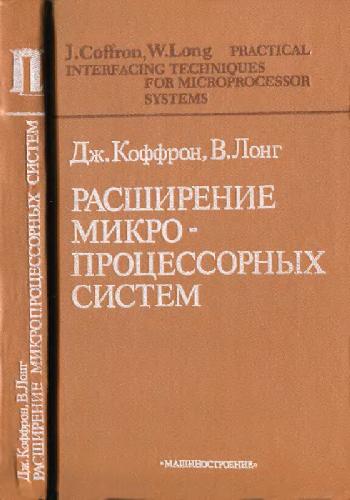 П
Дж. Коффрон, В. Лонг
РАСШИРЕНИЕ МИКРОПРОЦЕССОРНЫХ СИСТЕМ
J. Coffron, W. Long PRACTICAL
INTERFACING TECHNIQUES
FOR MICROPROCESSOR
SYSTEMS
Дж. Коффрон, В. Лонг
РАСШИРЕНИЕ
МИКРО-
ПРОЦЕССОРНЫХ
СИСТЕМ
«МАШИНОСТРОЕНИЕ»